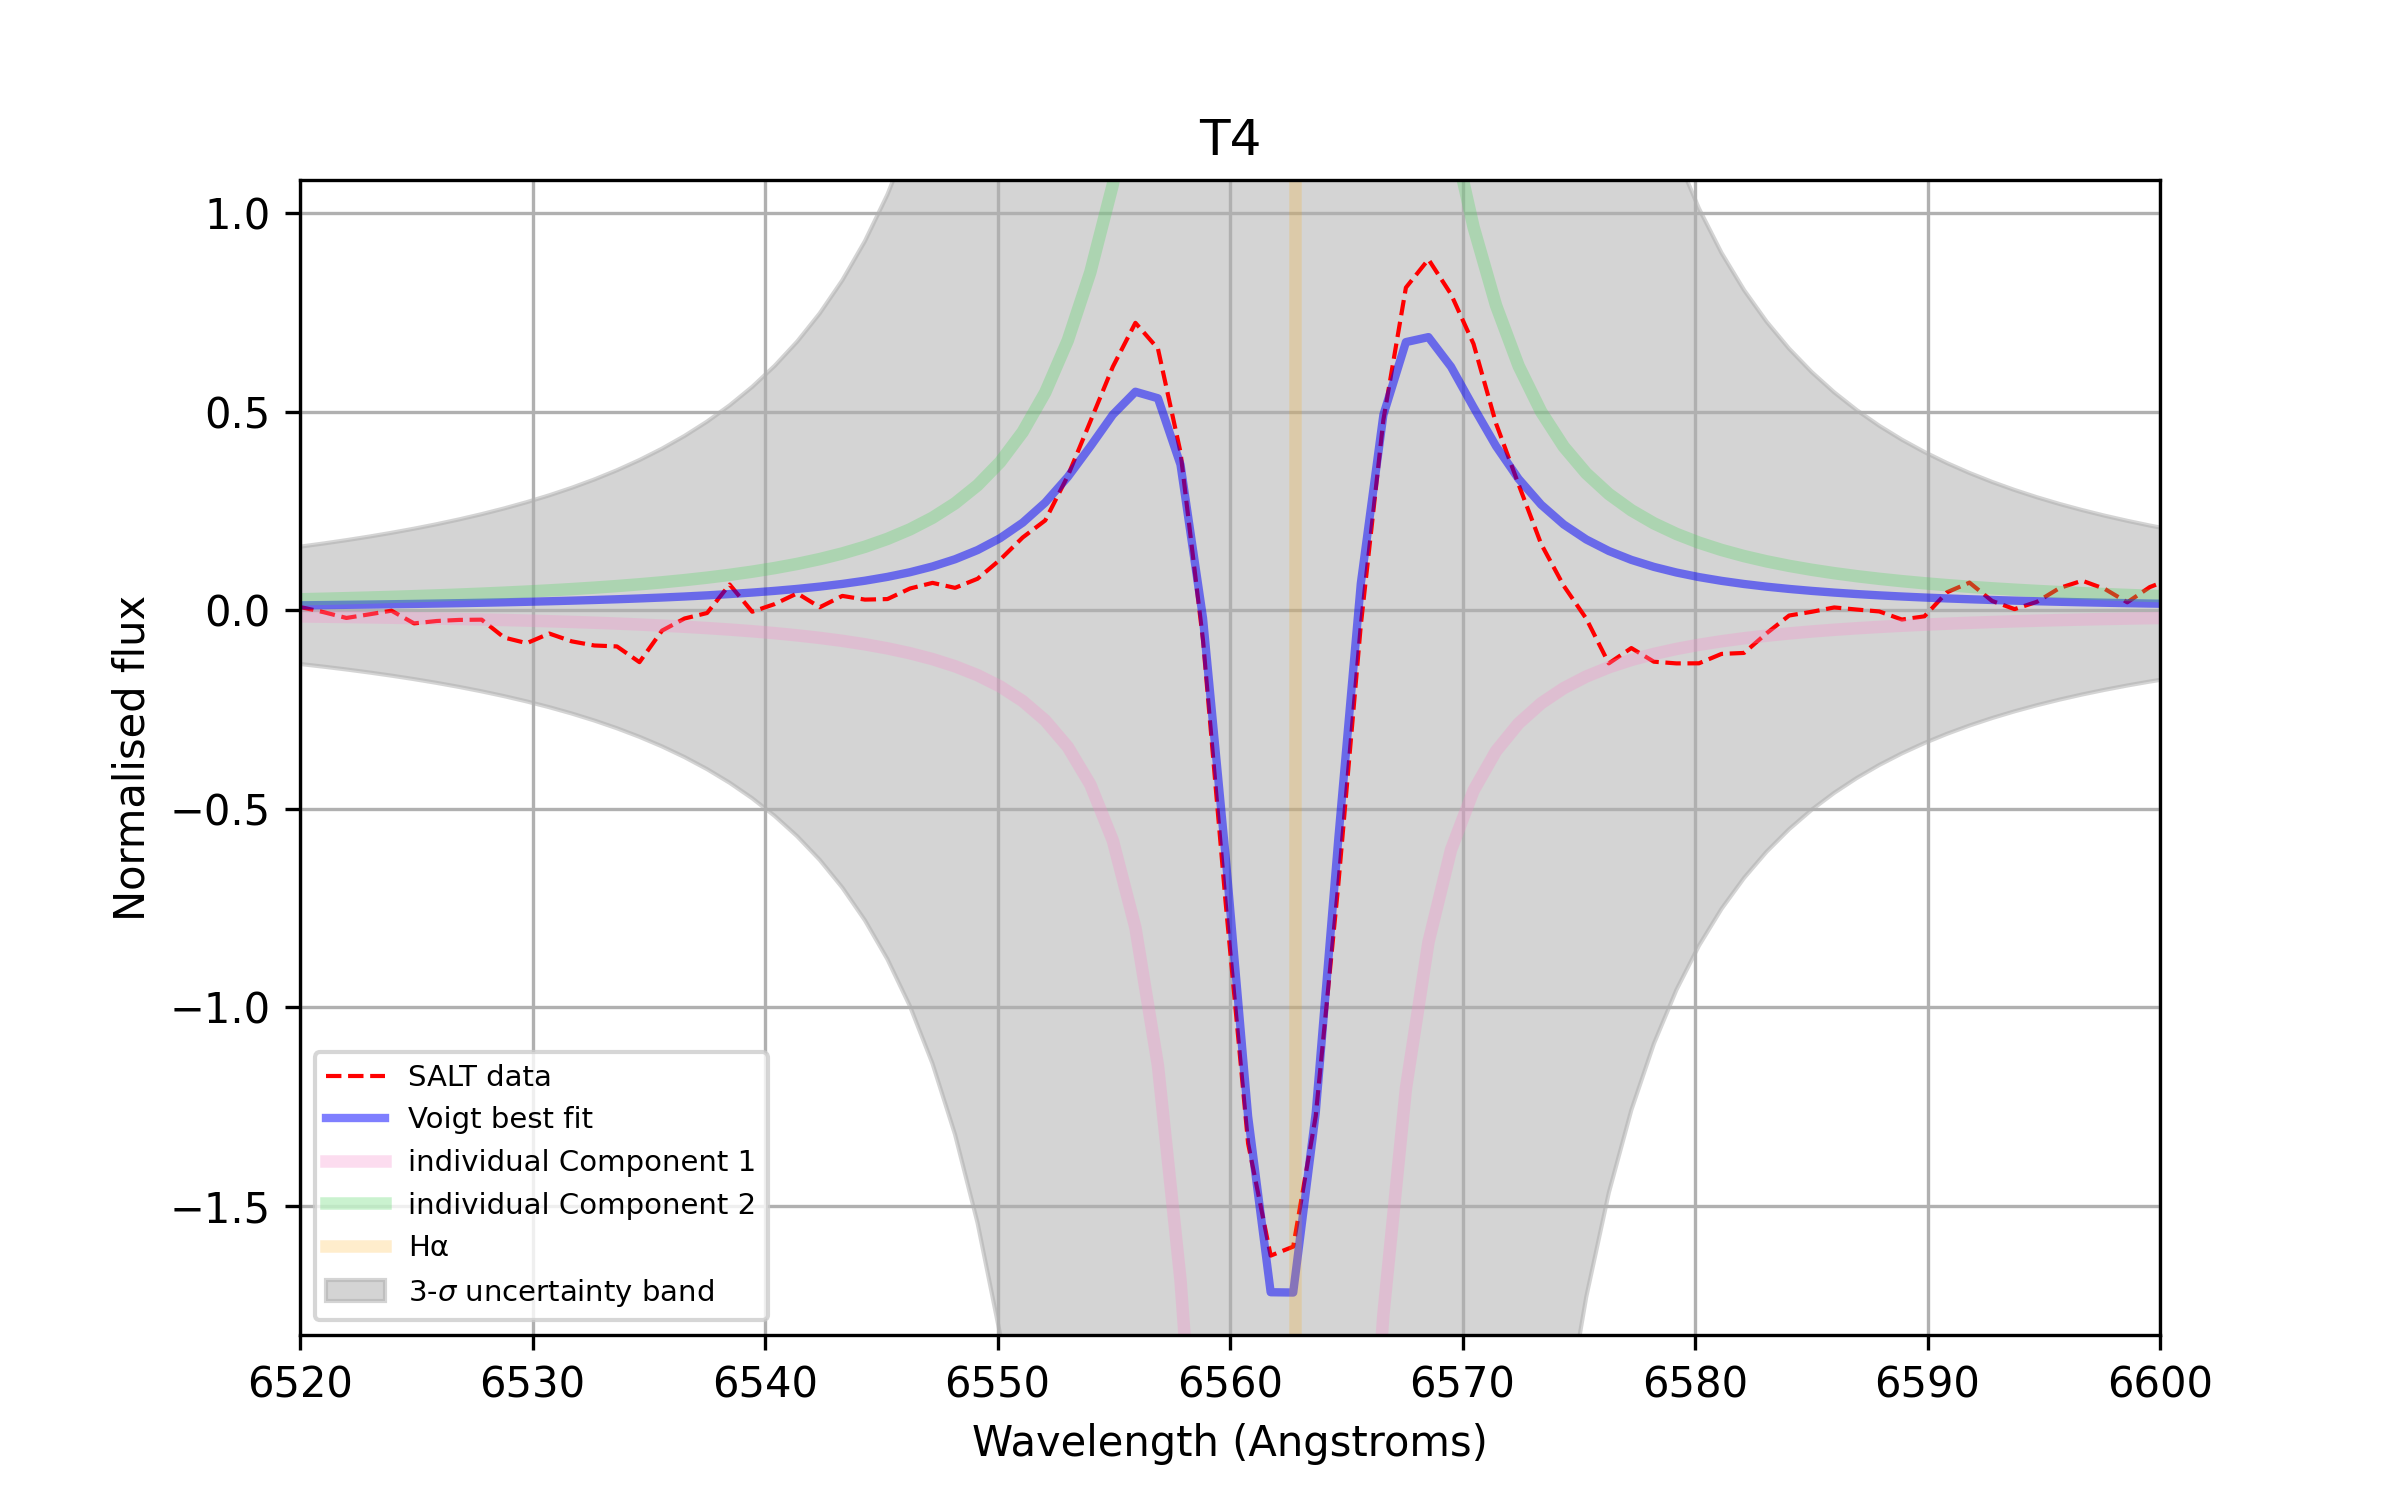 T4
1.0
0.5
0.0
−0.5
−1.0
−1.5
Normalised flux
SALT data
Voigt best fit
individual Component 1
individual Component 2
Hα
3-σ uncertainty band
6520 6530 6540 6550 6560 6570 6580 6590 6600
Wavelength (Angstroms)